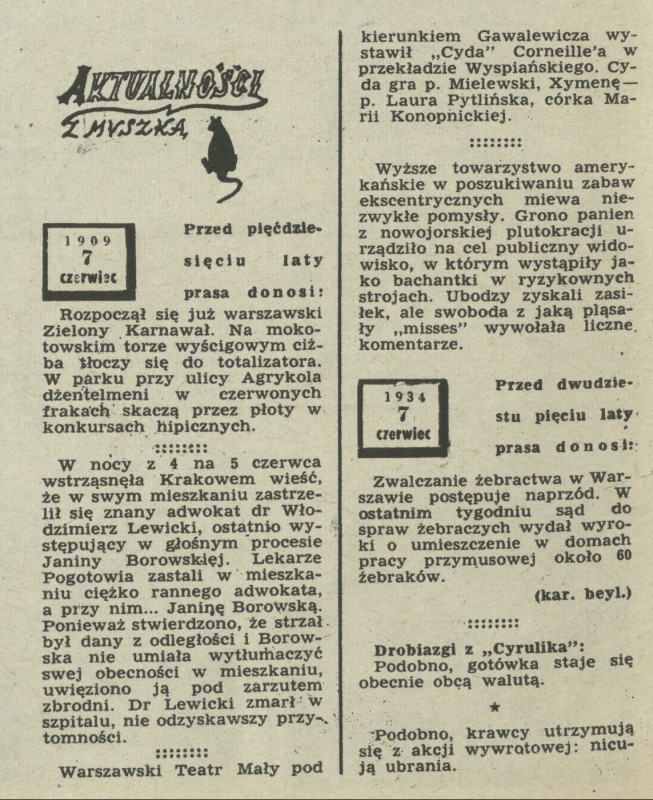 AKTUALNOŚCI
Z MYSZKĄ
1909
7
czerwiec
Przed pięćdzie-
sięciu laty
prasa donosi:
Rozpoczął się już warszawski
Zielony Karnawał. Na moko-
towskim torze wyścigowym ciż-
ba tłoczy się do totalizatora.
W parku przy ulicy Agrykola
dżentelmeni w czerwonych
frakach skaczą przez płoty w
konkursach hipicznych.
W nocy z 4 na 5 czerwca
wstrząsnęła Krakowem wieść,
że w swym mieszkaniu zastrze-
lił się znany adwokat dr Wło-
dzimierz Lewicki, ostatnio wy-
stępujący w głośnym procesie
Janiny Borowskiej. Lekarze
Pogotowia zastali w mieszka-
niu ciężko rannego adwokata,
a przy nim... Janinę Borowską.
Ponieważ stwierdzono, że strzał
był dany z odległości i Borow-
ska nie umiała wytłumaczyć
swej obecności w mieszkaniu,
uwięziono ją pod zarzutem
zbrodni. Dr Lewicki zmarł w
szpitalu, nie odzyskawszy przy-
tomności.
Warszawski Teatr Mały pod
kierunkiem Gawalewicza wy-
stawił „Cyda” Corneille'a w
przekładzie Wyspiańskiego. Cy-
da gra p. Mielewski, Xymenę —
p. Laura Pytlińska, córka Ma-
rii Konopnickiej.
Wyższe towarzystwo amery-
kańskie w poszukiwaniu zabaw
ekscentrycznych miewa nie-
zwykłe pomysły. Grono panien
z nowojorskiej plutokracji u-
rządziło na cel publiczny wido-
wisko, w którym wystąpiły ja-
ko bachantki w ryzykownych
strojach. Ubodzy zyskali zasi-
łek, ale swoboda z jaką pląsa-
ły „misses” wywołała liczne
komentarze.
1934
7
czerwiec
Przed dwudzie-
stu pięciu laty
prasa donosi:
Zwalczanie żebractwa w War-
szawie postępuje naprzód. W
ostatnim tygodniu sąd do
spraw żebraczych wydał wyro-
ki o umieszczenie w domach
pracy przymusowej około 60
żebraków.
(kar. beyl.)
Drobiazgi z „Cyrulika”:
Podobno, gotówka staje się
obecnie obcą walutą.
★
Podobno, krawcy utrzymują
się z akcji wywrotowej: nicu-
ją ubrania.